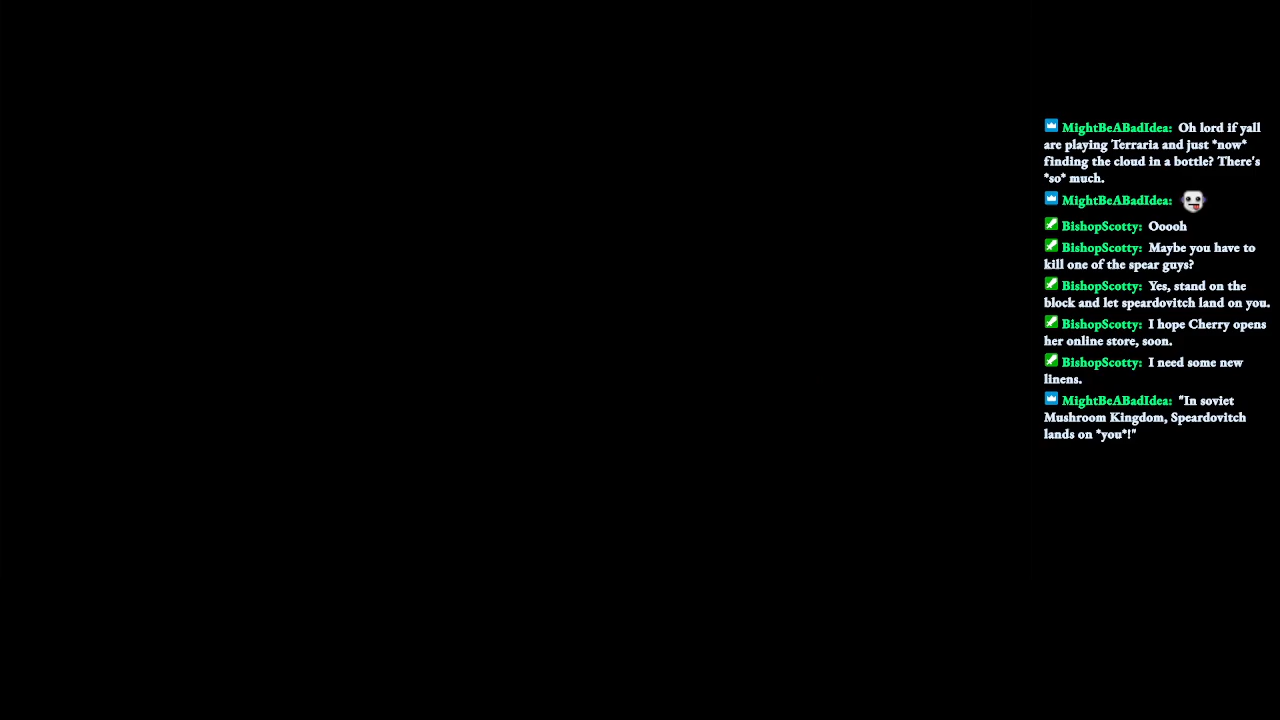 MightBeABadIdea: Oh lord if yall
are playing Terraria and just *now*
finding the cloud in a bottle? There's
*so* much.
MightBeABadIdea:
BishopScotty: Ooooh
BishopScotty: Maybe you have to
kill one of the spear guys?
BishopScotty: Yes, stand on the
block and let speardovitch land on you.
BishopScotty: I hope Cherry opens
her online store, soon.
BishopScotty: I need some new
linens.
MightBeABadIdea: "In soviet
Mushroom Kingdom, Speardovitch
lands on *you*!"